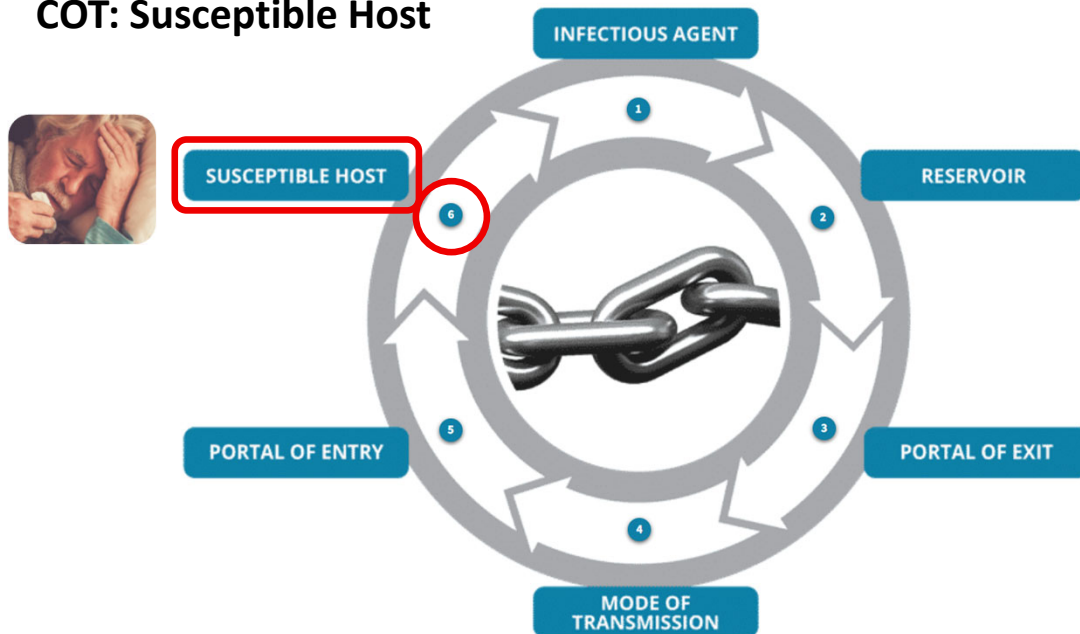 COT: Susceptible Host
INFECTIOUS AGENT
1
SUSCEPTIBLE HOST
RESERVOIR
6
2
PORTAL OF ENTRY
5
3
PORTAL OF EXIT
4
MODE OF
TRANSMISSION